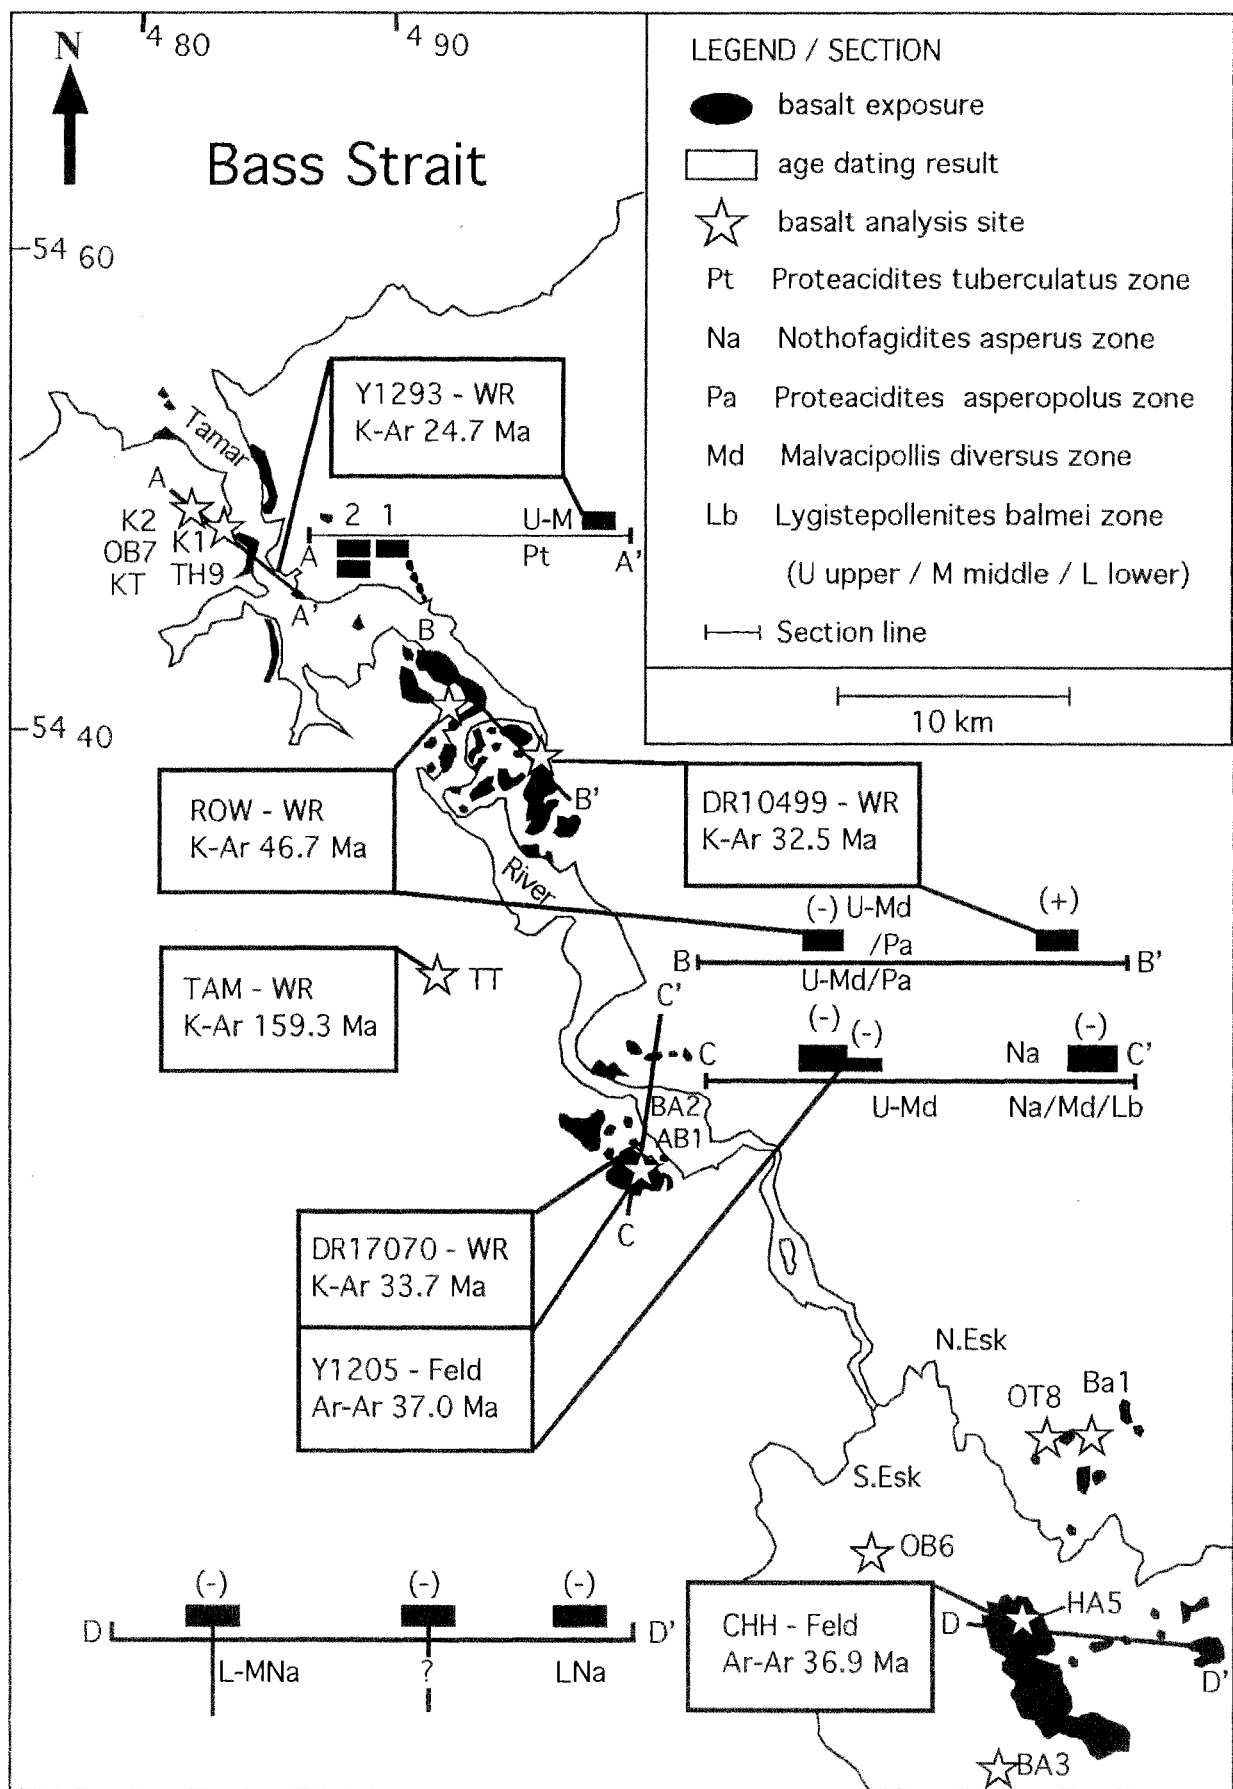 4 80
4 90
N
Bass Strait
54 60
54 40
LEGEND / SECTION
basalt exposure
age dating result
basalt analysis site
Pt Proteacidites tuberculatus zone
Na Nothofagidites asperus zone
Pa Proteacidites asperopolus zone
Md Malvacipollis diversus zone
Lb Lygistepollenites balmei zone
(U upper / M middle / L lower)
Section line
10 km
Y1293 - WR
K-Ar 24.7 Ma
Tamar
A
K2
OB7
KT
K1
TH9
A'
2 1
U-M
A
Pt
A'
B
B'
ROW - WR
K-Ar 46.7 Ma
DR10499 - WR
K-Ar 32.5 Ma
River
(-) U-Md
/Pa
(+)
B
B'
U-Md/Pa
TAM - WR
K-Ar 159.3 Ma
TT
C'
(-)
(-)
(-)
C
Na
C'
U-Md
Na/Md/Lb
BA2
AB1
C
DR17070 - WR
K-Ar 33.7 Ma
Y1205 - Feld
Ar-Ar 37.0 Ma
N.Esk
OT8
Ba1
S.Esk
OB6
HA5
D
D'
CHH - Feld
Ar-Ar 36.9 Ma
BA3
(-)
(-)
(-)
D
D'
L-MNa
?
LNa